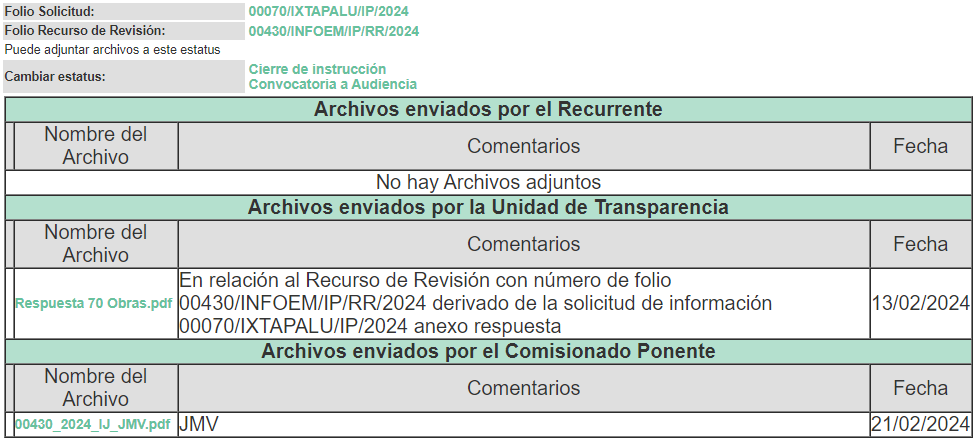 Folio Solicitud: 00070/IXTAPALU/IP/2024
Folio Recurso de Revisión: 00430/INFOEM/IP/RR/2024
Puede adjuntar archivos a este estatus
Cambiar estatus: Cierre de instrucción
Convocatoria a Audiencia
Archivos enviados por el Recurrente
Nombre del Archivo Comentarios Fecha
No hay Archivos adjuntos
Archivos enviados por la Unidad de Transparencia
Nombre del Archivo Comentarios Fecha
Respuesta 70 Obras.pdf En relación al Recurso de Revisión con número de folio
00430/INFOEM/IP/RR/2024 derivado de la solicitud de información
00070/IXTAPALU/IP/2024 anexo respuesta 13/02/2024
Archivos enviados por el Comisionado Ponente
Nombre del Archivo Comentarios Fecha
00430_2024_IJ_JMV.pdf JMV 21/02/2024